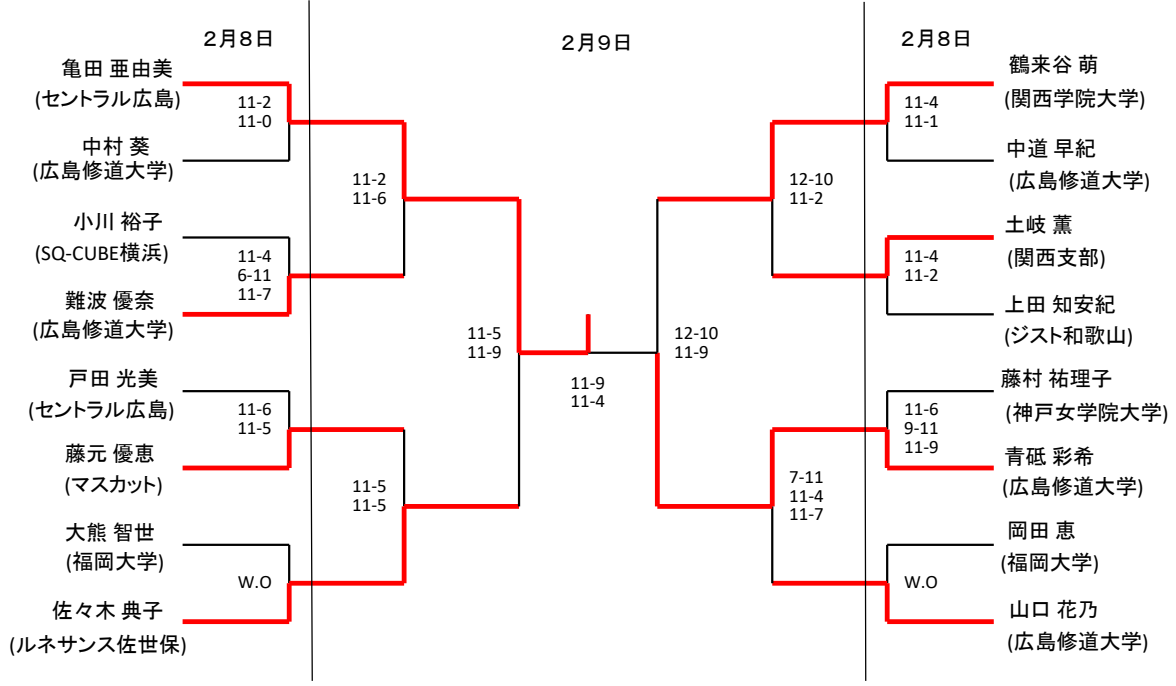 2月8日
2月9日
2月8日
亀田 亜由美
(セントラル広島)
11-2
11-0
中村 葵
(広島修道大学)
11-2
11-6
小川 裕子
(SQ-CUBE横浜)
11-4
6-11
11-7
難波 優奈
(広島修道大学)
11-5
11-9
戸田 光美
(セントラル広島)
11-6
11-5
藤元 優恵
(マスカット)
11-5
11-5
大熊 智世
(福岡大学)
W.O
佐々木 典子
(ルネサンス佐世保)
11-9
11-4
鶴来谷 萌
(関西学院大学)
11-4
11-1
中道 早紀
(広島修道大学)
12-10
11-2
土岐 薫
(関西支部)
11-4
11-2
上田 知安紀
(ジスト和歌山)
12-10
11-9
藤村 祐理子
(神戸女学院大学)
11-6
9-11
11-9
青砥 彩希
(広島修道大学)
7-11
11-4
11-7
岡田 恵
(福岡大学)
W.O
山口 花乃
(広島修道大学)